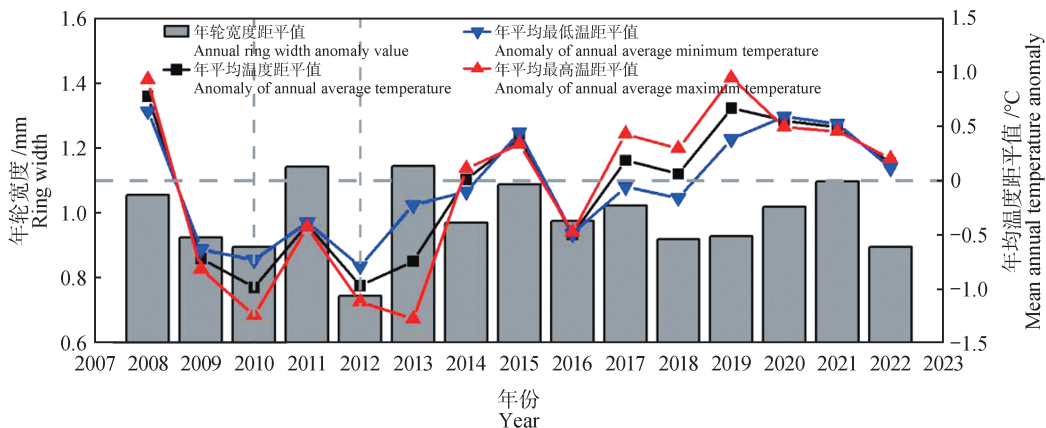 年轮宽度距平值
Annual ring width anomaly value
年平均最低温距平值
Anomaly of annual average minimum temperature
年平均温度距平值
Anomaly of annual average temperature
年平均最高温距平值
Anomaly of annual average maximum temperature
年轮宽度 /mm
Ring width
1.6
1.4
1.2
1.0
0.8
0.6
1.5
1.0
0.5
0
−0.5
−1.0
−1.5
年均温度距平值 /℃
Mean annual temperature anomaly
2007 2008 2009 2010 2011 2012 2013 2014 2015 2016 2017 2018 2019 2020 2021 2022 2023
年份
Year